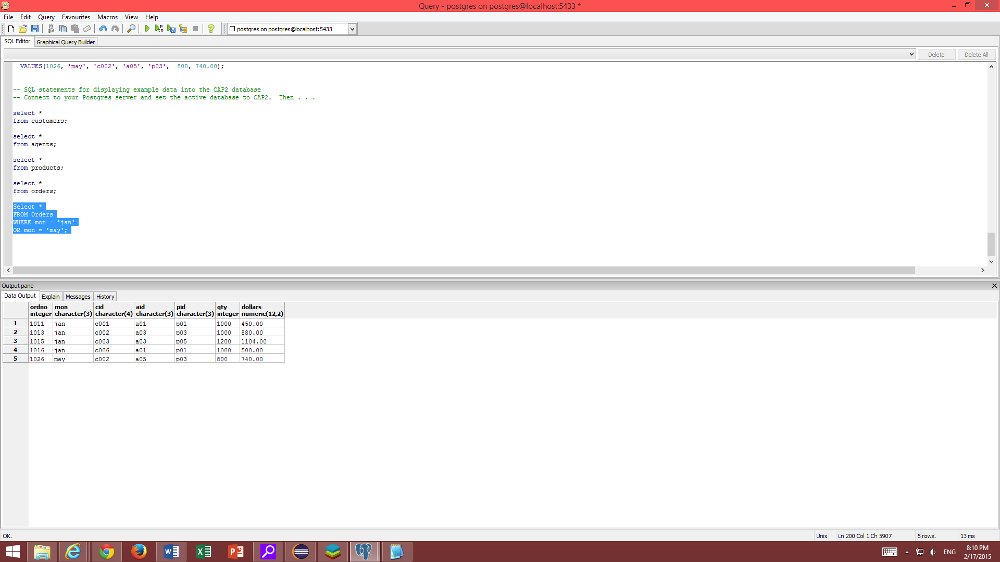 Query - postgres on postgres@localhost:5433 *
File Edit Query Favourites Macros View Help
postgres on postgres@localhost:5433
SQL Editor Graphical Query Builder
Delete Delete All
VALUES(1026, 'may', 'c002', 'a05', 'p03',  800, 740.00);
-- SQL statements for displaying example data into the CAP2 database
-- Connect to your Postgres server and set the active database to CAP2.  Then . . .
select *
from customers;
select *
from agents;
select *
from products;
select *
from orders;
Select *
FROM Orders
WHERE mon = 'jan'
OR mon = 'may';
Output pane
Data Output Explain Messages History
ordno mon cid aid pid qty dollars
integer character(3) character(4) character(3) character(3) integer numeric(12,2)
1 1011 jan c001 a01 p01 1000 450.00
2 1013 jan c002 a03 p03 1000 880.00
3 1015 jan c003 a03 p05 1200 1104.00
4 1016 jan c006 a01 p01 1000 500.00
5 1026 may c002 a05 p03 800 740.00
OK. Unix Ln 200 Col 1 Ch 5907 5 rows. 13 ms
ENG
8:10 PM
2/17/2015